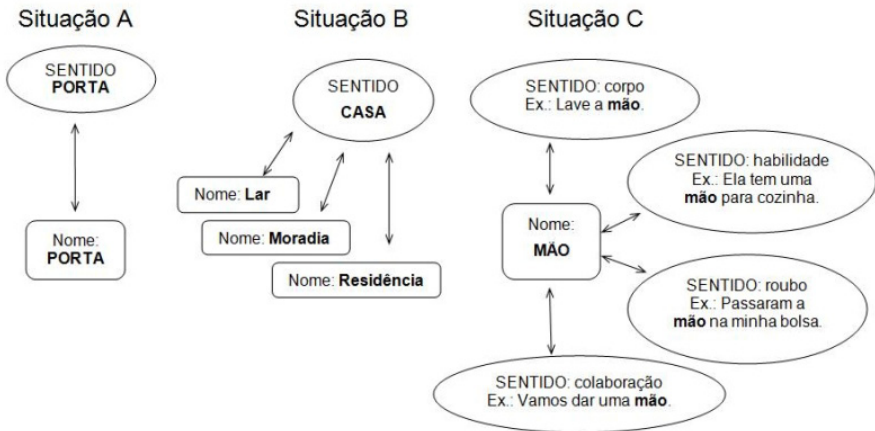 Situação A
SENTIDO
PORTA
Nome:
PORTA
Situação B
SENTIDO
CASA
Nome: Lar
Nome: Moradia
Nome: Residência
Situação C
SENTIDO: corpo
Ex.: Lave a mão.
SENTIDO: habilidade
Ex.: Ela tem uma
mão para cozinha.
Nome:
MÃO
SENTIDO: roubo
Ex.: Passaram a
mão na minha bolsa.
SENTIDO: colaboração
Ex.: Vamos dar uma mão.